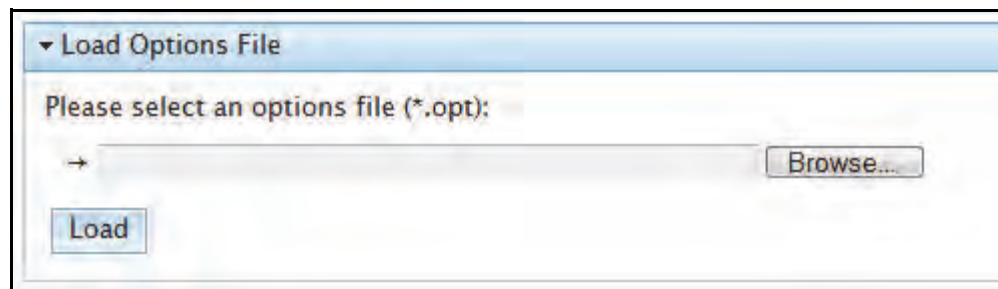 Load Options File
Please select an options file (*.opt):
→ Browse...
Load